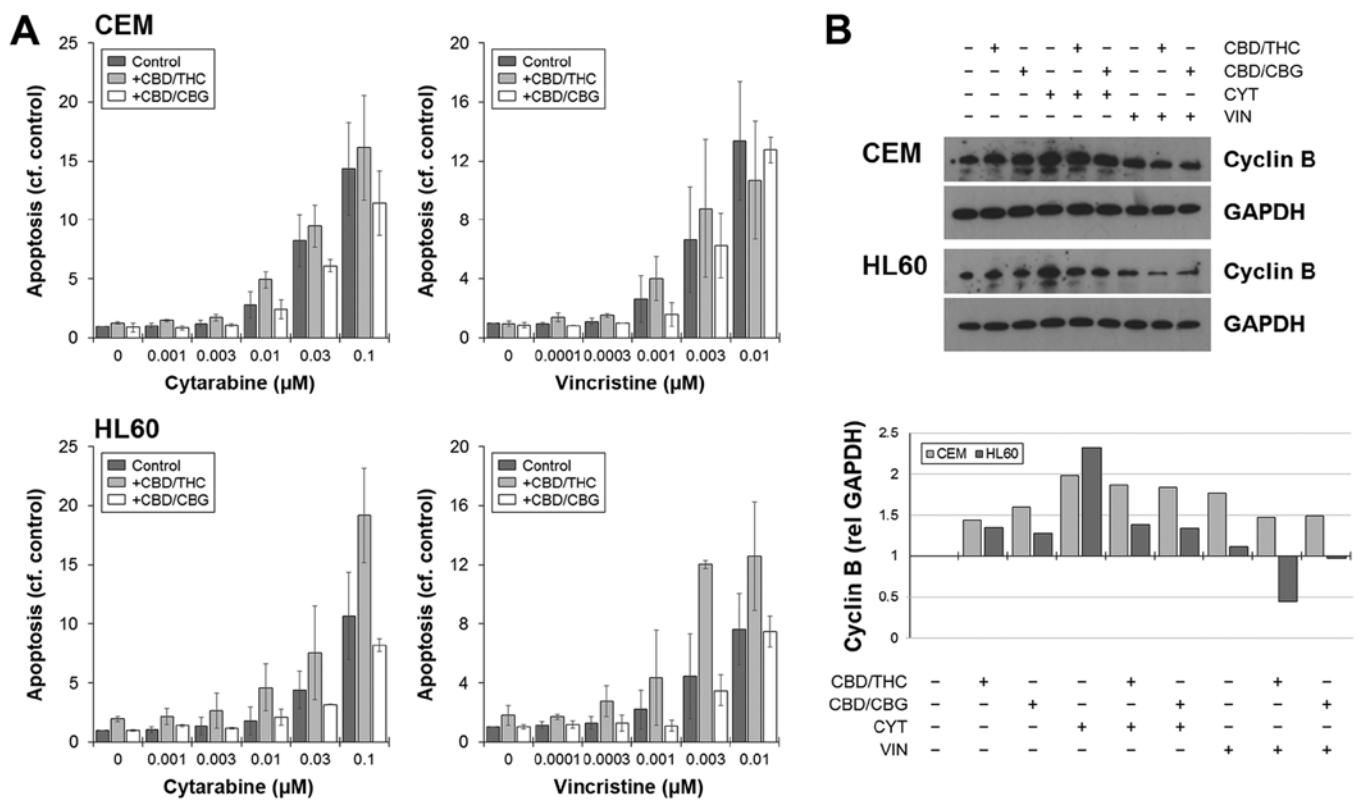 A
CEM
25
20
15
10
5
0
Apoptosis (cf. control)
Control
+CBD/THC
+CBD/CBG
0 0.001 0.003 0.01 0.03 0.1
Cytarabine (µM)
20
16
12
8
4
0
Apoptosis (cf. control)
Control
+CBD/THC
+CBD/CBG
0 0.0001 0.0003 0.001 0.003 0.01
Vincristine (µM)
HL60
25
20
15
10
5
0
Apoptosis (cf. control)
Control
+CBD/THC
+CBD/CBG
0 0.001 0.003 0.01 0.03 0.1
Cytarabine (µM)
20
16
12
8
4
0
Apoptosis (cf. control)
Control
+CBD/THC
+CBD/CBG
0 0.0001 0.0003 0.001 0.003 0.01
Vincristine (µM)
B
– + – – + – – + – CBD/THC
– – + – – + – – + CBD/CBG
– – – + + + – – – CYT
– – – – – – + + + VIN
CEM Cyclin B
GAPDH
HL60 Cyclin B
GAPDH
2.5
2
1.5
1
0.5
0
Cyclin B (rel GAPDH)
CEM HL60
CBD/THC – + – – + – – + –
CBD/CBG – – + – – + – – +
CYT – – – + + + – – –
VIN – – – – – – + + +